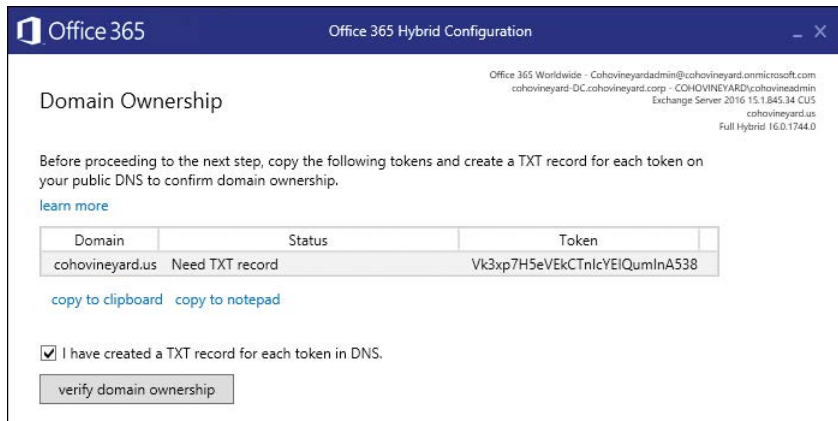 Office 365
Office 365 Hybrid Configuration
Office 365 Worldwide - Cohovineyardadmin@cohovineyard.onmicrosoft.com
cohovineyard-DC.cohovineyard.corp - COHOVINEYARD\cohovineadmin
Exchange Server 2016 15.1.845.34 CU5
cohovineyard.us
Full Hybrid 16.0.1744.0
Domain Ownership
Before proceeding to the next step, copy the following tokens and create a TXT record for each token on
your public DNS to confirm domain ownership.
learn more
Domain Status Token
cohovineyard.us Need TXT record Vk3xp7H5eVEkCTnlcYElQumInA538
copy to clipboard copy to notepad
I have created a TXT record for each token in DNS.
verify domain ownership